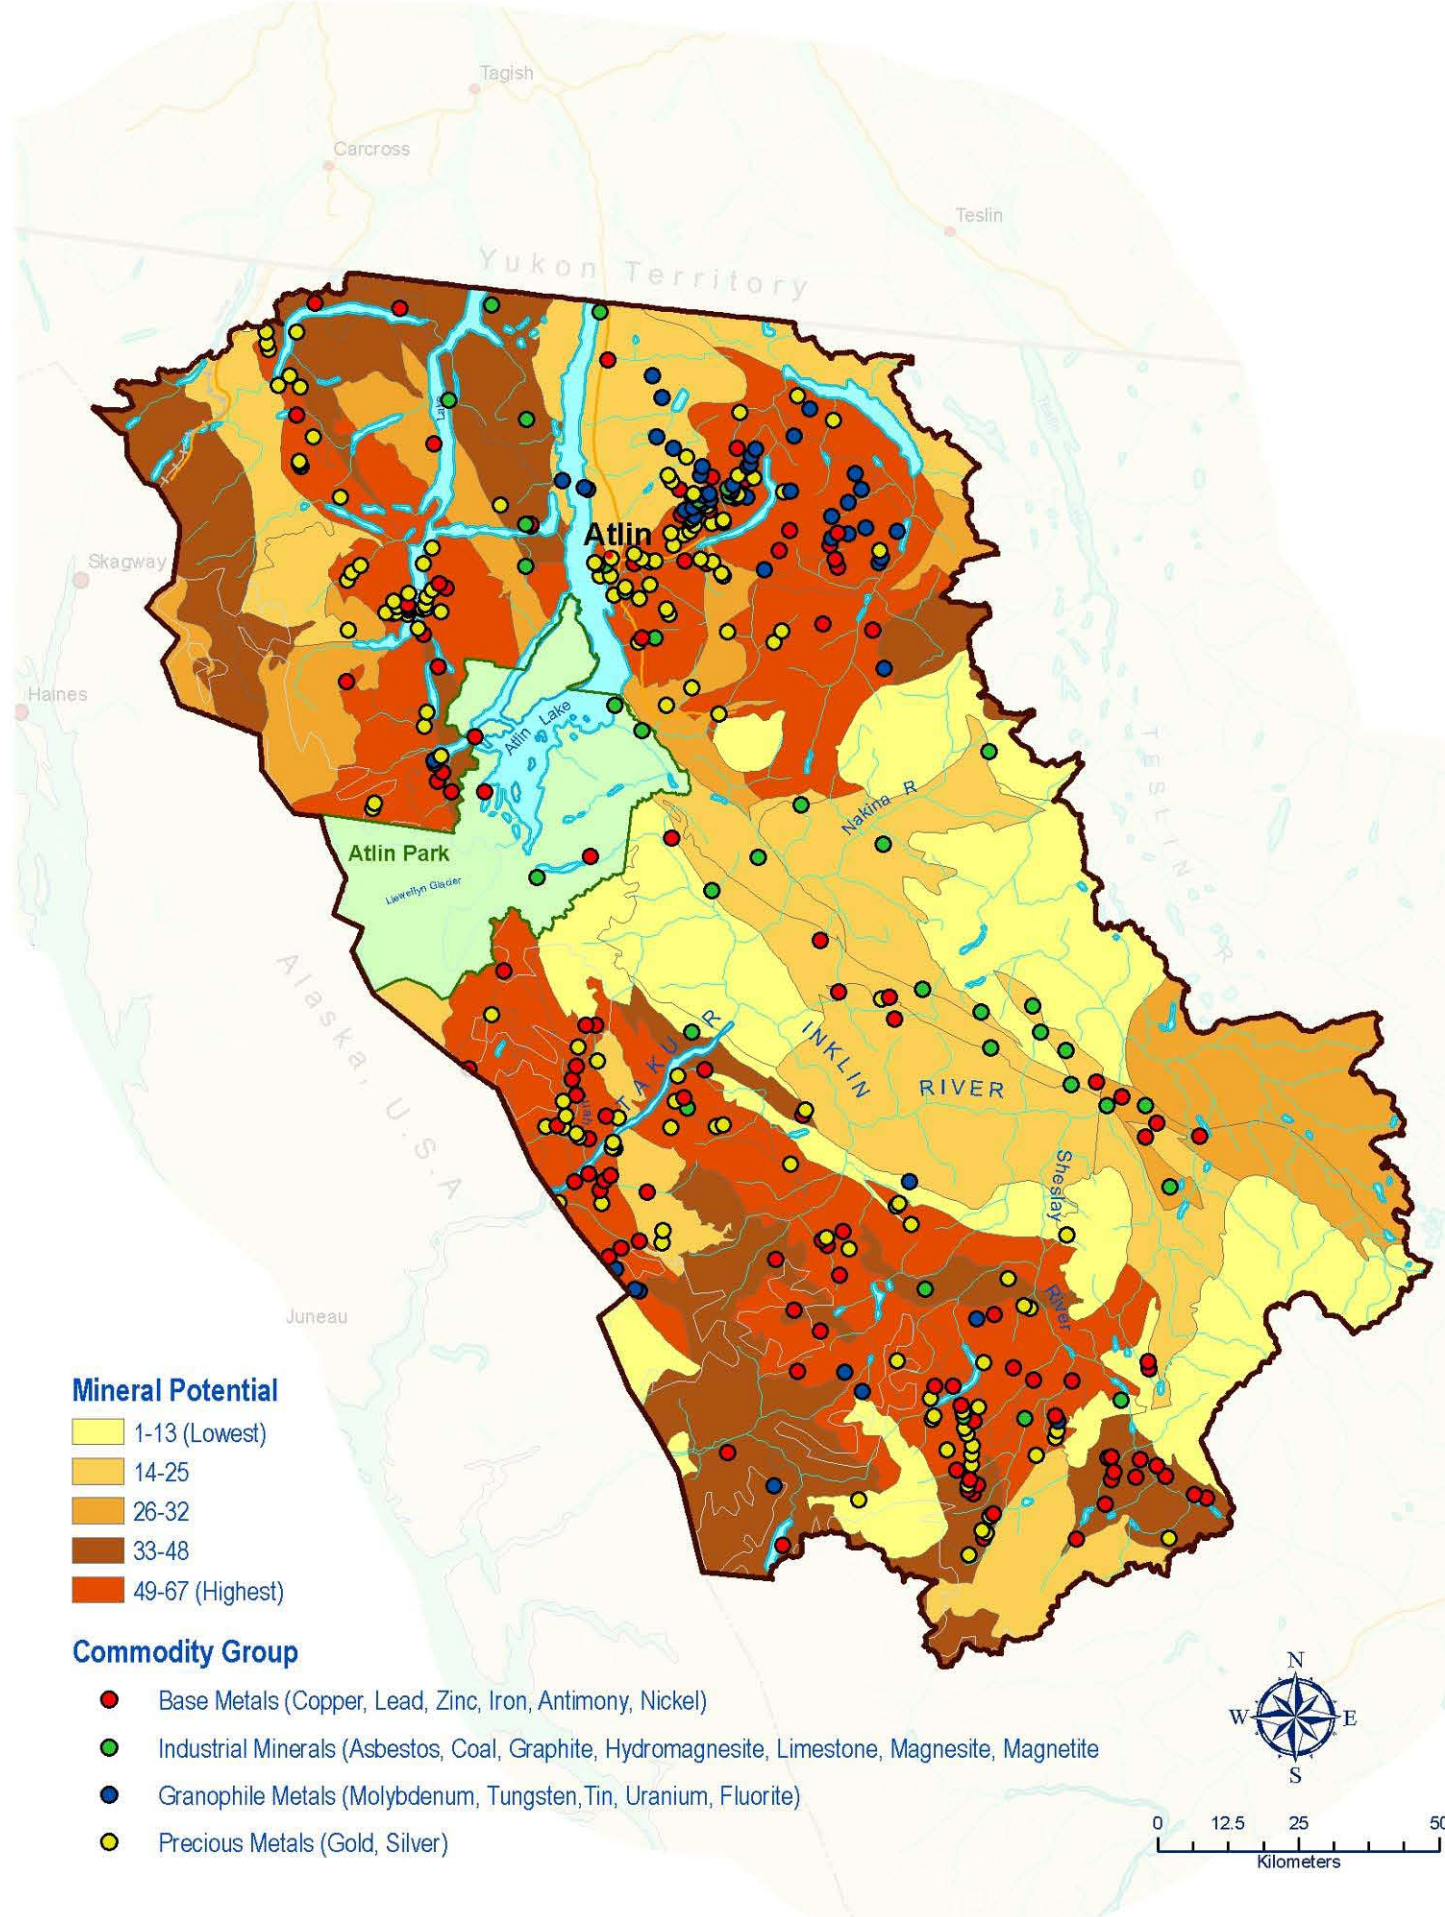 Tagish
Carcross
Teslin
Yukon Territory
Lake
Teslin
Atlin
Skagway
Haines
Atlin Lake
TESLIN R
Nakina R
Atlin Park
Llewellyn Glacier
Alaska, U.S.A
TAKU R
INKLIN RIVER
Sheslay River
Juneau
Mineral Potential
1-13 (Lowest)
14-25
26-32
33-48
49-67 (Highest)
Commodity Group
Base Metals (Copper, Lead, Zinc, Iron, Antimony, Nickel)
Industrial Minerals (Asbestos, Coal, Graphite, Hydromagnesite, Limestone, Magnesite, Magnetite
Granophile Metals (Molybdenum, Tungsten,Tin, Uranium, Fluorite)
Precious Metals (Gold, Silver)
N
W E
S
0 12.5 25 50
Kilometers